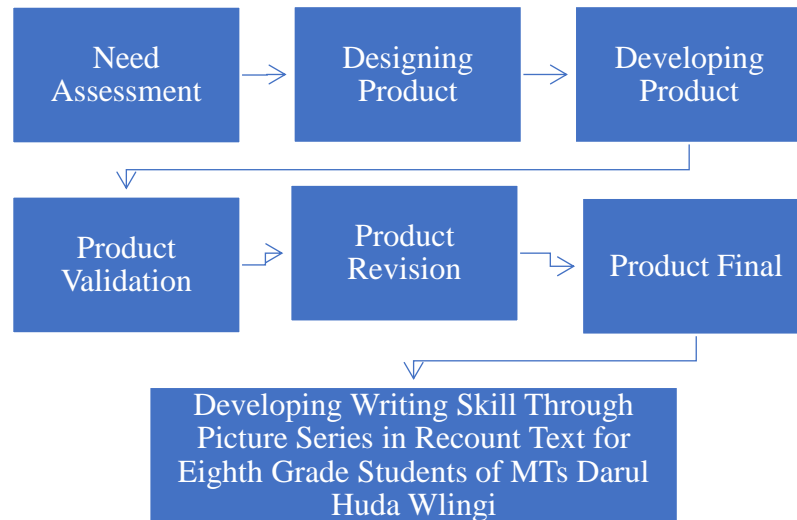 Need
Assessment
Designing
Product
Developing
Product
Product
Validation
Product
Revision
Product Final
Developing Writing Skill Through
Picture Series in Recount Text for
Eighth Grade Students of MTs Darul
Huda Wlingi